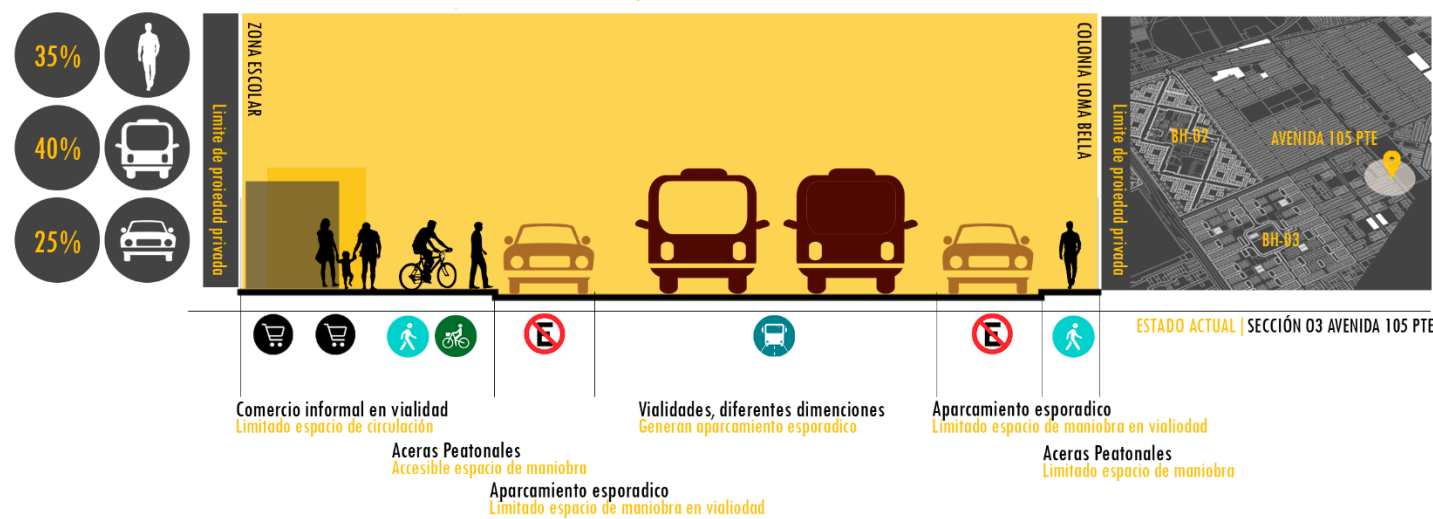 35%
40%
25%
Limite de proiedad privada
ZONA ESCOLAR
COLONIA LOMA BELLA
Limite de proiedad privada
BH-02
AVENIDA 105 PTE
BH-03
E
E
ESTADO ACTUAL | SECCIÓN 03 AVENIDA 105 PTE
Comercio informal en vialidad
Limitado espacio de circulación
Aceras Peatonales
Accesible espacio de maniobra
Aparcamiento esporadico
Limitado espacio de maniobra en vialiodad
Vialidades, diferentes dimenciones
Generan aparcamiento esporadico
Aparcamiento esporadico
Limitado espacio de maniobra en vialiodad
Aceras Peatonales
Limitado espacio de maniobra